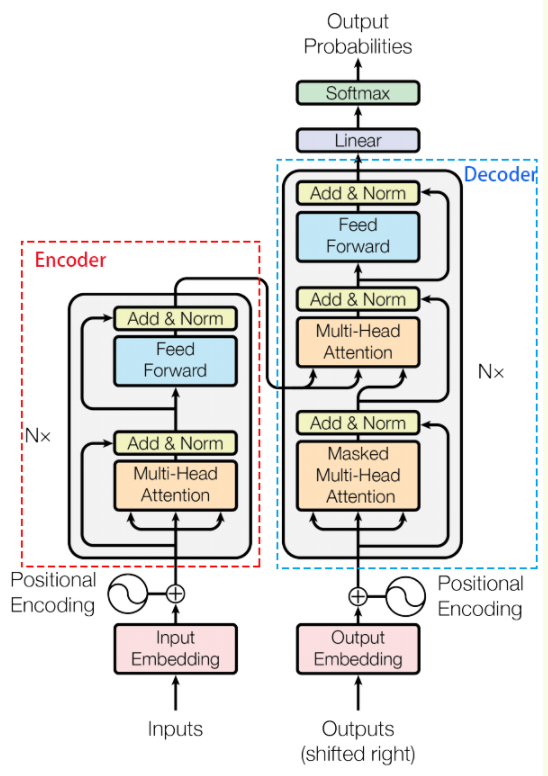 Output
Probabilities
Softmax
Linear
Decoder
Add & Norm
Feed
Forward
Add & Norm
Multi-Head
Attention
N×
Add & Norm
Masked
Multi-Head
Attention
Encoder
Add & Norm
Feed
Forward
N×
Add & Norm
Multi-Head
Attention
Positional
Encoding
Positional
Encoding
Input
Embedding
Output
Embedding
Inputs
Outputs
(shifted right)